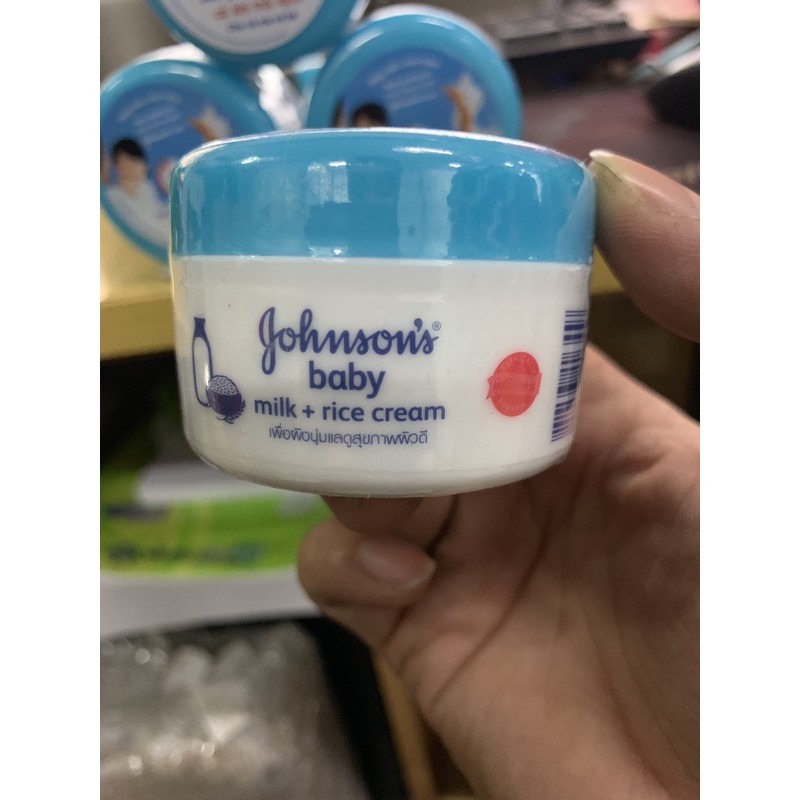 Johnson's®
baby
milk + rice cream
เพื่อผิวนุ่มแลดูสุขภาพผิวดี